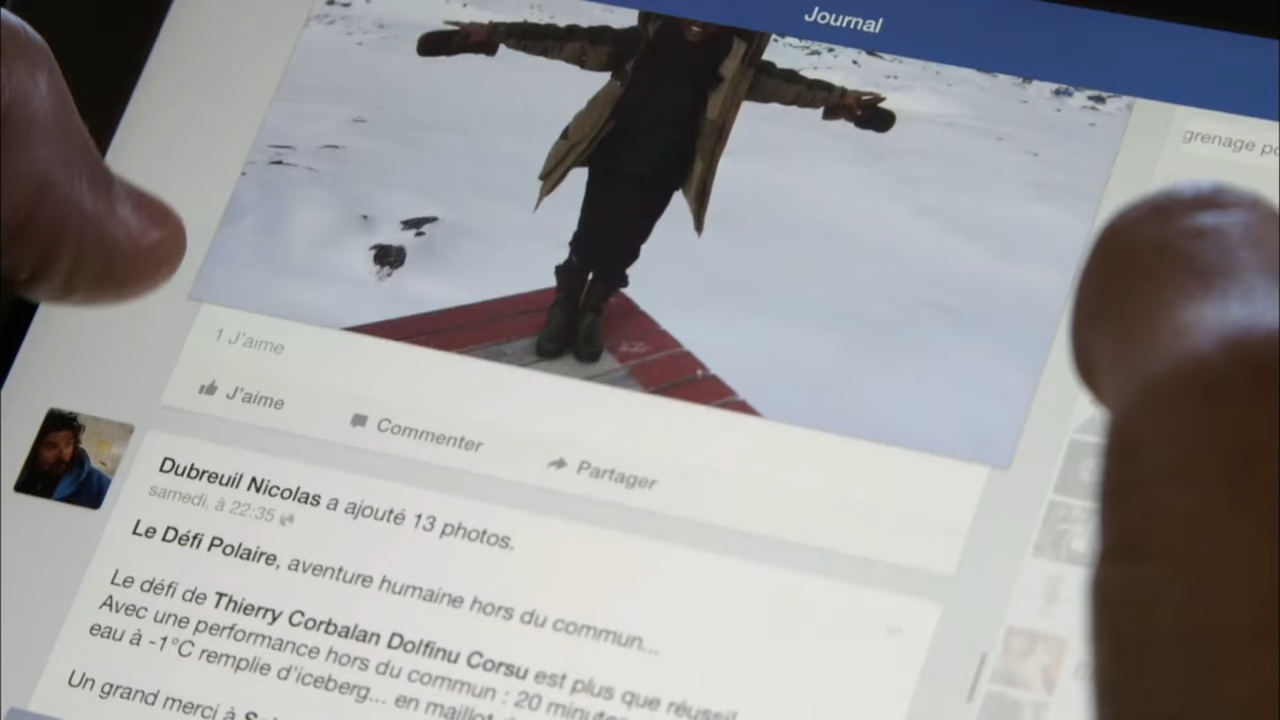 Journal
grenage po
1 J'aime
J'aime
Commenter
Partager
Dubreuil Nicolas a ajouté 13 photos.
samedi, à 22:35
Le Défi Polaire, aventure humaine hors du commun...
Le défi de Thierry Corbalan Dolfinu Corsu est plus que réussi!
Avec une performance hors du commun : 20 minutes
eau à -1°C remplie d'iceberg... en maillot
Un grand merci à